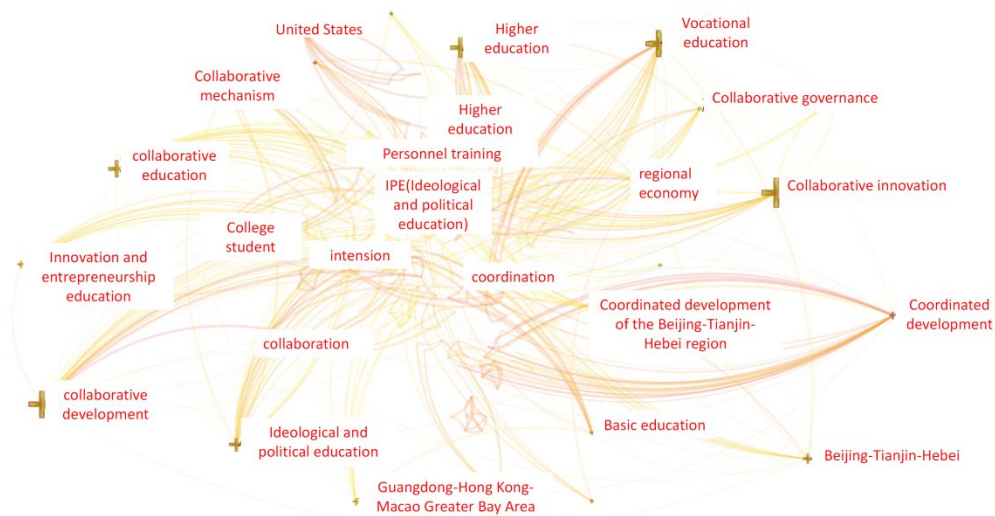 United States
Higher
education
Vocational
education
Collaborative
mechanism
Collaborative governance
Higher
education
Personnel training
collaborative
education
IPE(Ideological
and political
education)
regional
economy
Collaborative innovation
College
student
intension
Innovation and
entrepreneurship
education
coordination
Coordinated development
of the Beijing-Tianjin-
Hebei region
Coordinated
development
collaboration
collaborative
development
Ideological and
political education
Basic education
Beijing-Tianjin-Hebei
Guangdong-Hong Kong-
Macao Greater Bay Area